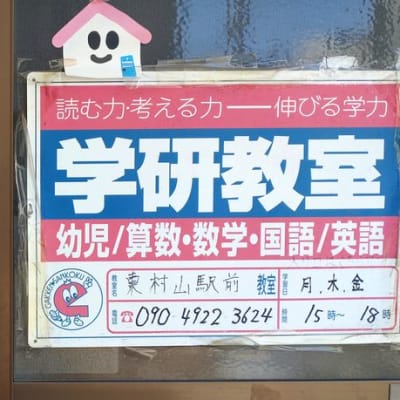 読む力・考える力――伸びる学力
学研教室
幼児/算数・数学・国語/英語
教室名 東村山駅前 教室 学習日 月.木.金
電話 ☎ 090 4922 3624 時間 15時~18時